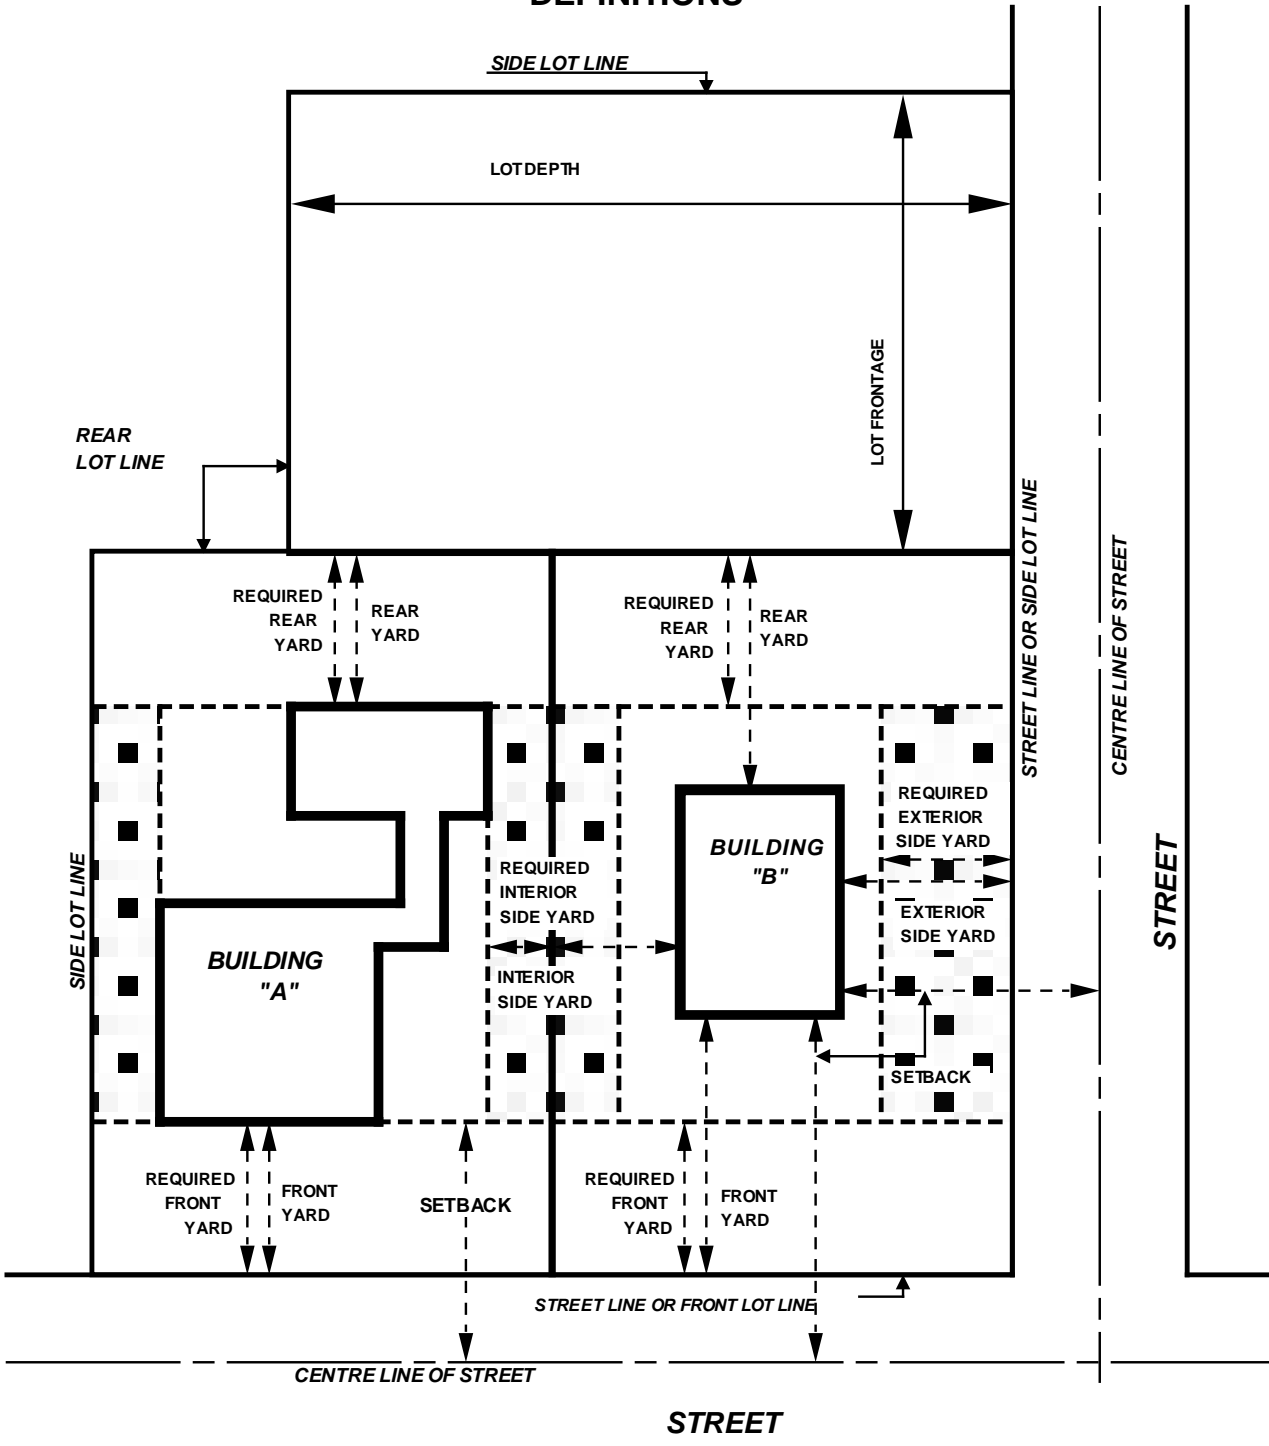 DEFINITIONS
SIDE LOT LINE
LOT DEPTH
LOT FRONTAGE
REAR
LOT LINE
STREET LINE OR SIDE LOT LINE
CENTRE LINE OF STREET
STREET
REQUIRED
REAR
YARD
REAR
YARD
REQUIRED
REAR
YARD
REAR
YARD
SIDE LOT LINE
BUILDING
"A"
REQUIRED
INTERIOR
SIDE YARD
INTERIOR
SIDE YARD
BUILDING
"B"
REQUIRED
EXTERIOR
SIDE YARD
EXTERIOR
SIDE YARD
SETBACK
REQUIRED
FRONT
YARD
FRONT
YARD
SETBACK
REQUIRED
FRONT
YARD
FRONT
YARD
STREET LINE OR FRONT LOT LINE
CENTRE LINE OF STREET
STREET